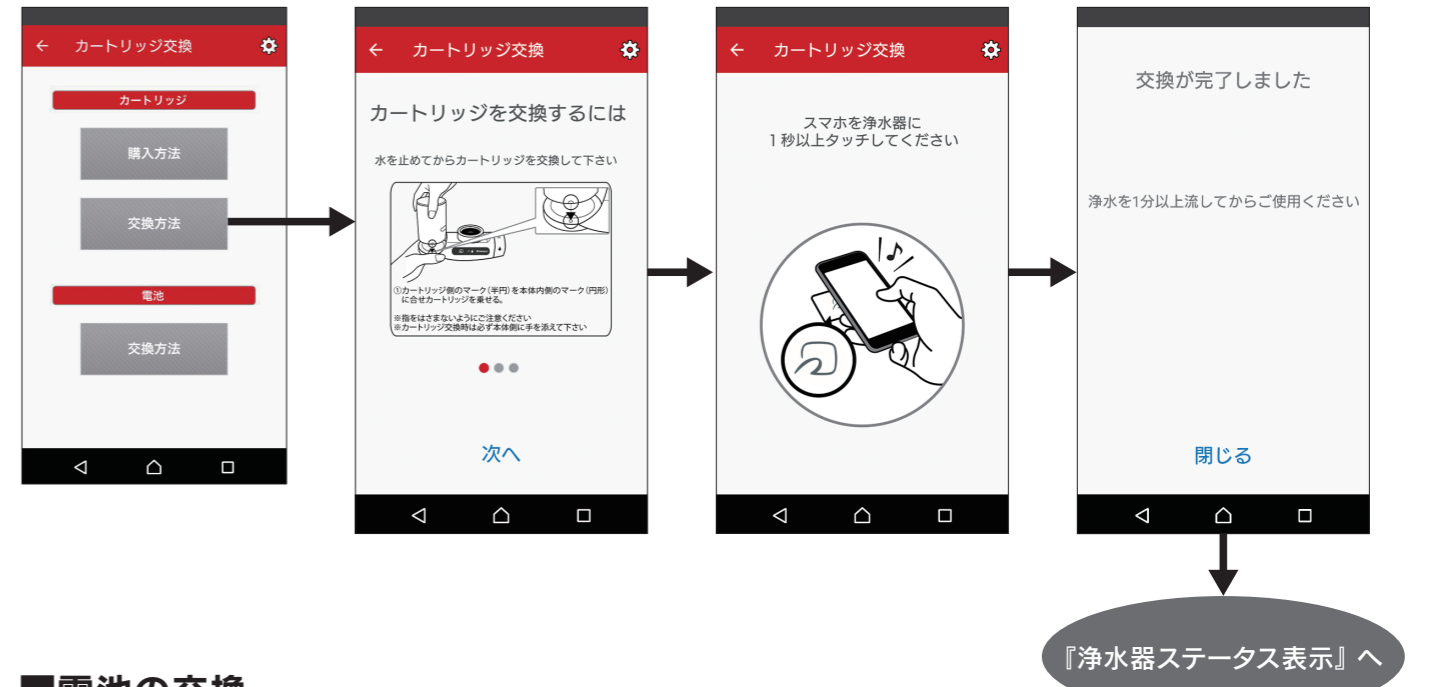 カートリッジ交換
カートリッジ
購入方法
交換方法
電池
交換方法
カートリッジ交換
カートリッジを交換するには
水を止めてからカートリッジを交換して下さい
①カートリッジ側のマーク(半円)を本体内側のマーク(円形)
に合せカートリッジを乗せる。
※指をはさまないようにご注意ください
※カートリッジ交換時は必ず本体側に手を添えて下さい
次へ
カートリッジ交換
スマホを浄水器に
1秒以上タッチしてください
交換が完了しました
浄水を1分以上流してからご使用ください
閉じる
『浄水器ステータス表示』へ
■電池の交換